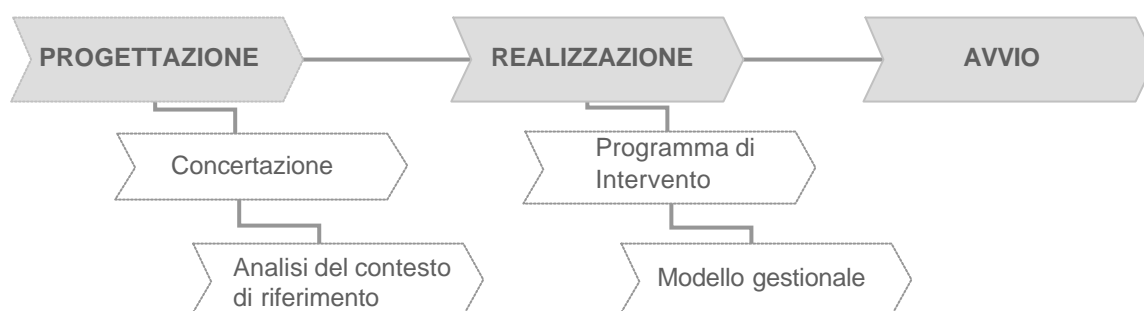 PROGETTAZIONE
REALIZZAZIONE
AVVIO
Concertazione
Programma di
Intervento
Analisi del contesto
di riferimento
Modello gestionale